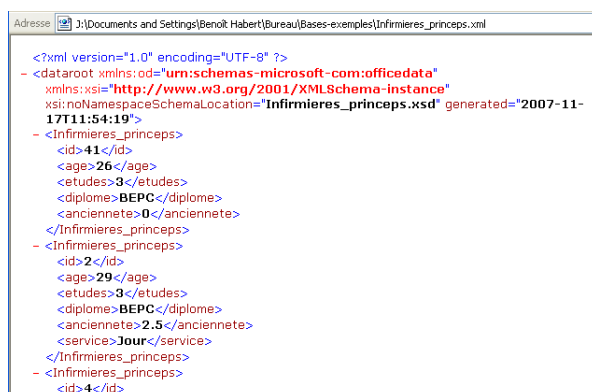 Adresse J:\Documents and Settings\Benoît Habert\Bureau\Bases-exemples\Infirmieres_princeps.xml
<?xml version="1.0" encoding="UTF-8" ?>
- <dataroot xmlns:od="urn:schemas-microsoft-com:officedata"
xmlns:xsi="http://www.w3.org/2001/XMLSchema-instance"
xsi:noNamespaceSchemaLocation="Infirmieres_princeps.xsd" generated="2007-11-
17T11:54:19">
- <Infirmieres_princeps>
<id>41</id>
<age>26</age>
<etudes>3</etudes>
<diplome>BEPC</diplome>
<anciennete>0</anciennete>
</Infirmieres_princeps>
- <Infirmieres_princeps>
<id>2</id>
<age>29</age>
<etudes>3</etudes>
<diplome>BEPC</diplome>
<anciennete>2.5</anciennete>
<service>Jour</service>
</Infirmieres_princeps>
- <Infirmieres_princeps>
<id>4</id>